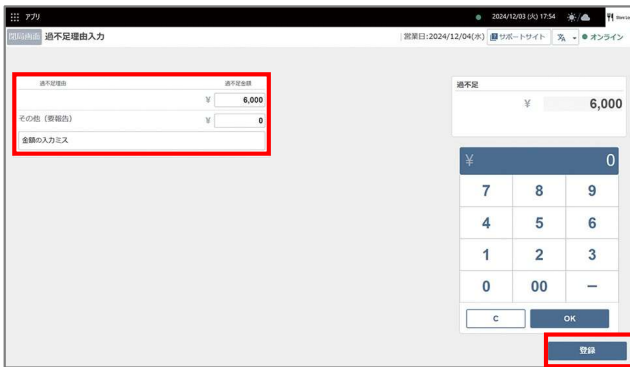 アプリ 2024/12/03 (火) 17:54
開局画面 過不足理由入力 営業日:2024/12/04(水) サポートサイト オンライン
過不足理由 過不足金額
¥ 6,000
その他(要報告) ¥ 0
金額の入力ミス
過不足
¥ 6,000
¥ 0
7 8 9
4 5 6
1 2 3
0 00 −
C OK
登録